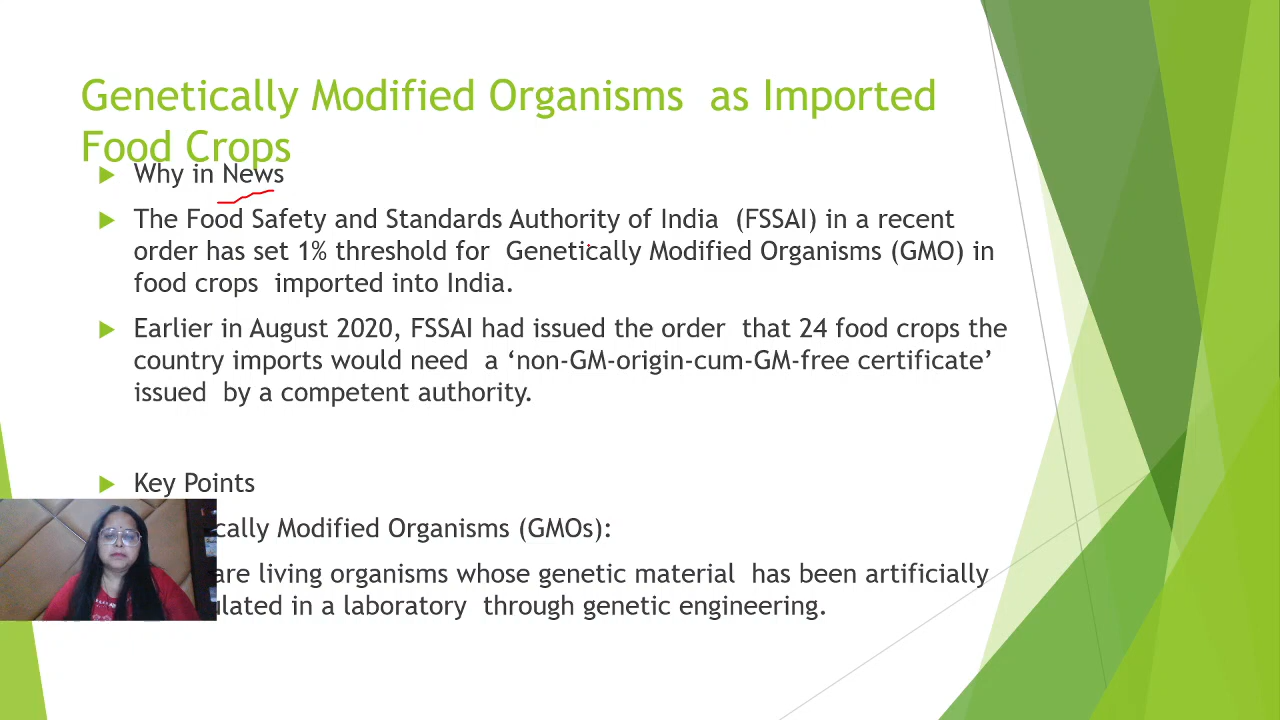 Genetically Modified Organisms as Imported
Food Crops
Why in News
The Food Safety and Standards Authority of India (FSSAI) in a recent
order has set 1% threshold for Genetically Modified Organisms (GMO) in
food crops imported into India.
Earlier in August 2020, FSSAI had issued the order that 24 food crops the
country imports would need a ‘non-GM-origin-cum-GM-free certificate’
issued by a competent authority.
Key Points
cally Modified Organisms (GMOs):
are living organisms whose genetic material has been artificially
ulated in a laboratory through genetic engineering.